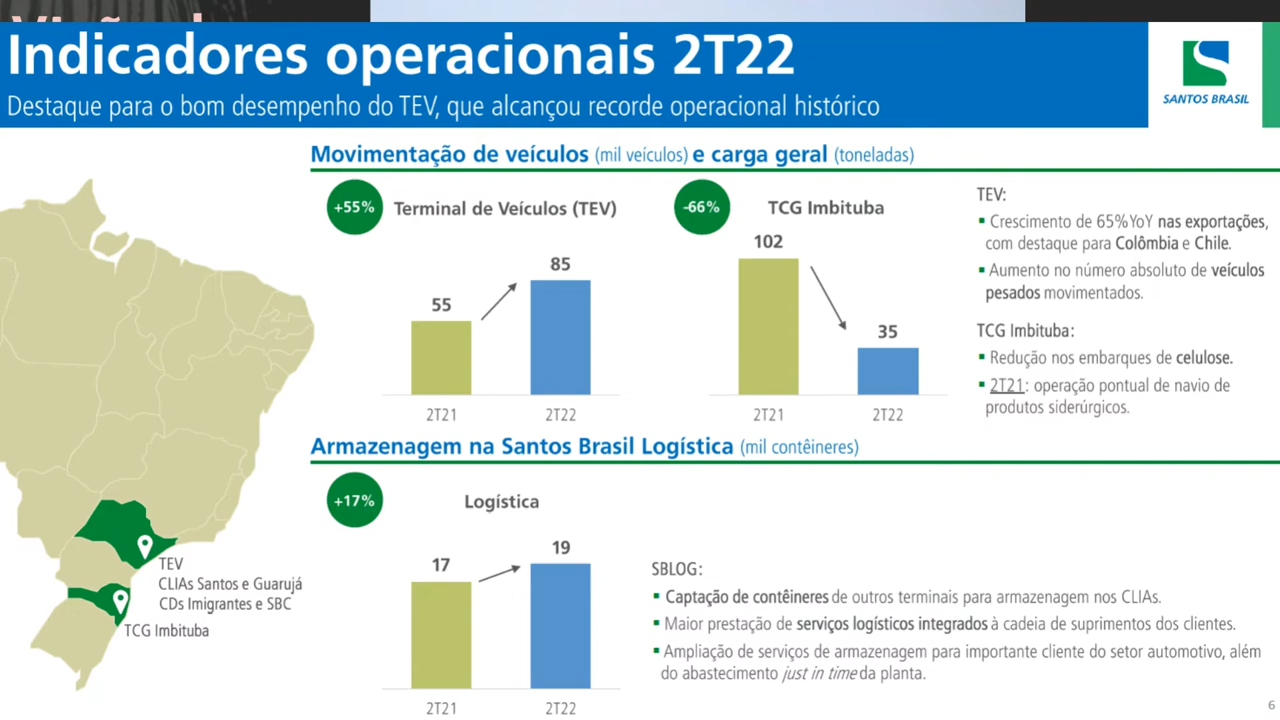 Indicadores operacionais 2T22
Destaque para o bom desempenho do TEV, que alcançou recorde operacional histórico
SANTOS BRASIL
Movimentação de veículos (mil veículos) e carga geral (toneladas)
+55%
Terminal de Veículos (TEV)
55
85
2T21
2T22
-66%
TCG Imbituba
102
35
2T21
2T22
TEV:
▪ Crescimento de 65%YoY nas exportações,
com destaque para Colômbia e Chile.
▪ Aumento no número absoluto de veículos
pesados movimentados.
TCG Imbituba:
▪ Redução nos embarques de celulose.
▪ 2T21: operação pontual de navio de
produtos siderúrgicos.
Armazenagem na Santos Brasil Logística (mil contêineres)
+17%
Logística
17
19
2T21
2T22
SBLOG:
▪ Captação de contêineres de outros terminais para armazenagem nos CLIAs.
▪ Maior prestação de serviços logísticos integrados à cadeia de suprimentos dos clientes.
▪ Ampliação de serviços de armazenagem para importante cliente do setor automotivo, além
do abastecimento just in time da planta.
TEV
CLIAs Santos e Guarujá
CDs Imigrantes e SBC
TCG Imbituba
6